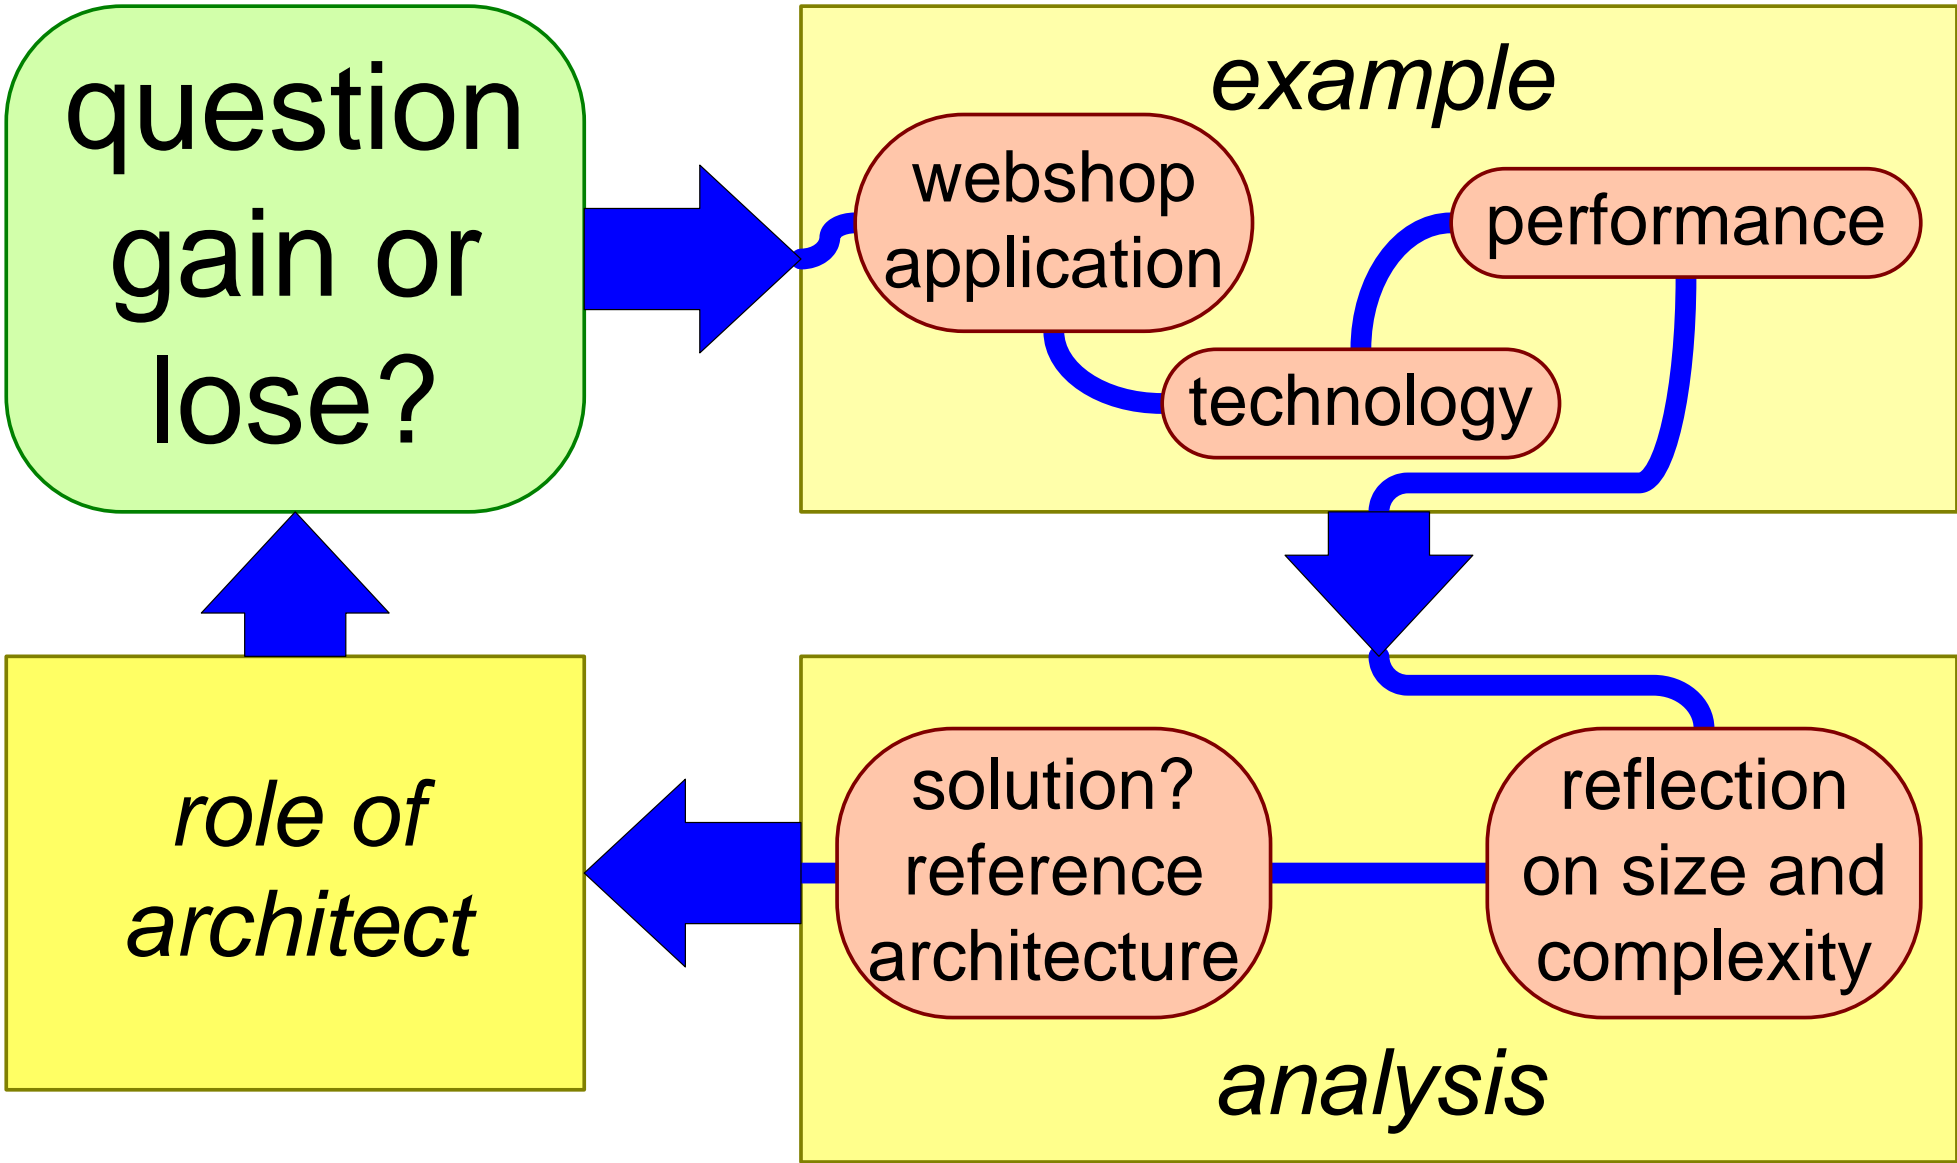 question
gain or
lose?
example
webshop
application
technology
performance
reflection
on size and
complexity
solution?
reference
architecture
analysis
role of
architect